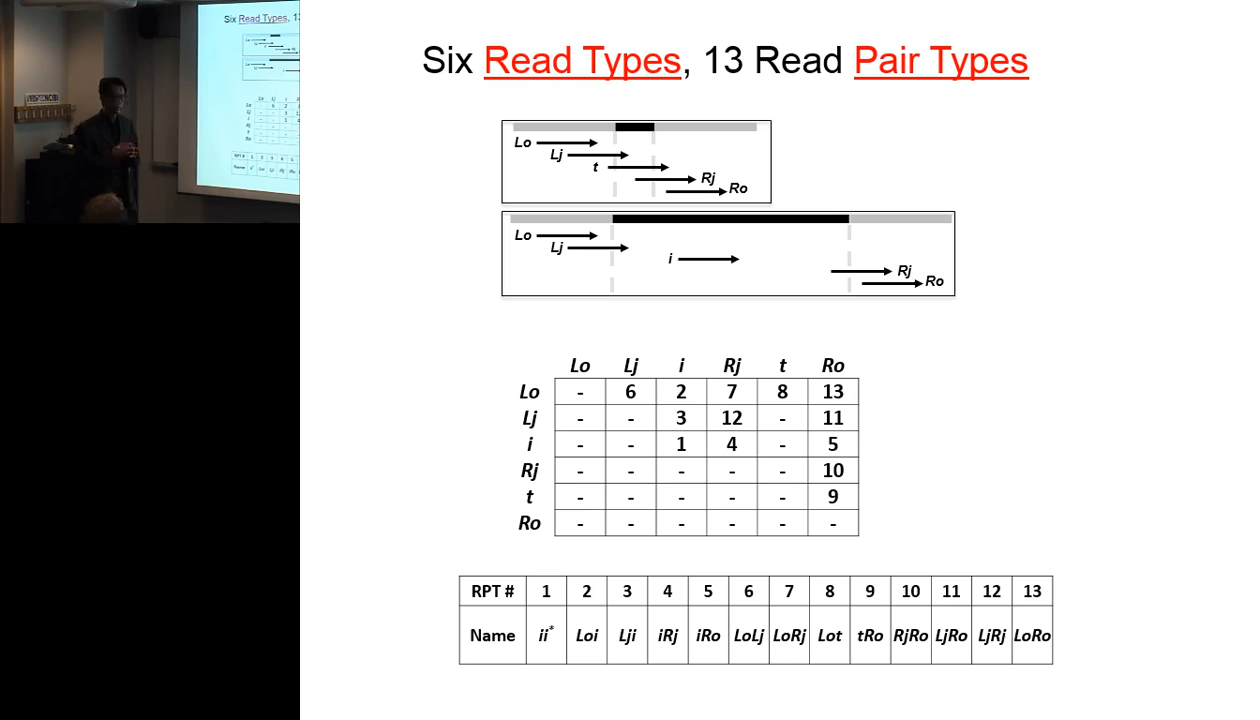 Six Read Types, 13 Read Pair Types
Lo
Lj
t
Rj
Ro
Lo
Lj
i
Rj
Ro
Lo Lj i Rj t Ro
Lo - 6 2 7 8 13
Lj - - 3 12 - 11
i - - 1 4 - 5
Rj - - - - - 10
t - - - - - 9
Ro - - - - - -
RPT # 1 2 3 4 5 6 7 8 9 10 11 12 13
Name ii* Loi Lji iRj iRo LoLj LoRj Lot tRo RjRo LjRo LjRj LoRo
Six Read Types, 13